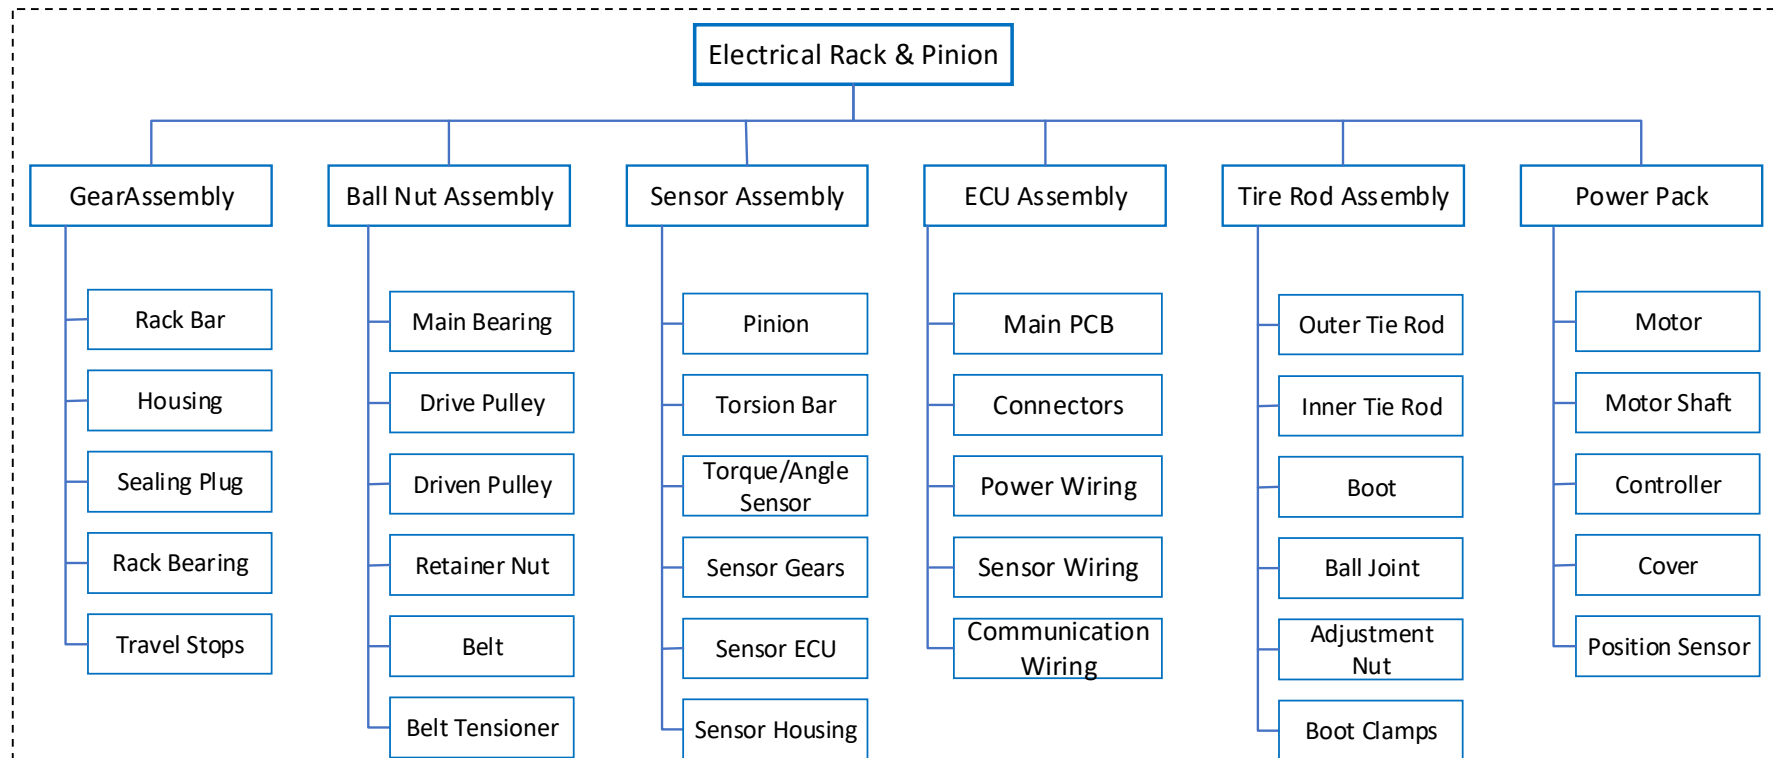 Electrical Rack & Pinion
GearAssembly
Ball Nut Assembly
Sensor Assembly
ECU Assembly
Tire Rod Assembly
Power Pack
Rack Bar
Housing
Sealing Plug
Rack Bearing
Travel Stops
Main Bearing
Drive Pulley
Driven Pulley
Retainer Nut
Belt
Belt Tensioner
Pinion
Torsion Bar
Torque/Angle
Sensor
Sensor Gears
Sensor ECU
Sensor Housing
Main PCB
Connectors
Power Wiring
Sensor Wiring
Communication
Wiring
Outer Tie Rod
Inner Tie Rod
Boot
Ball Joint
Adjustment
Nut
Boot Clamps
Motor
Motor Shaft
Controller
Cover
Position Sensor